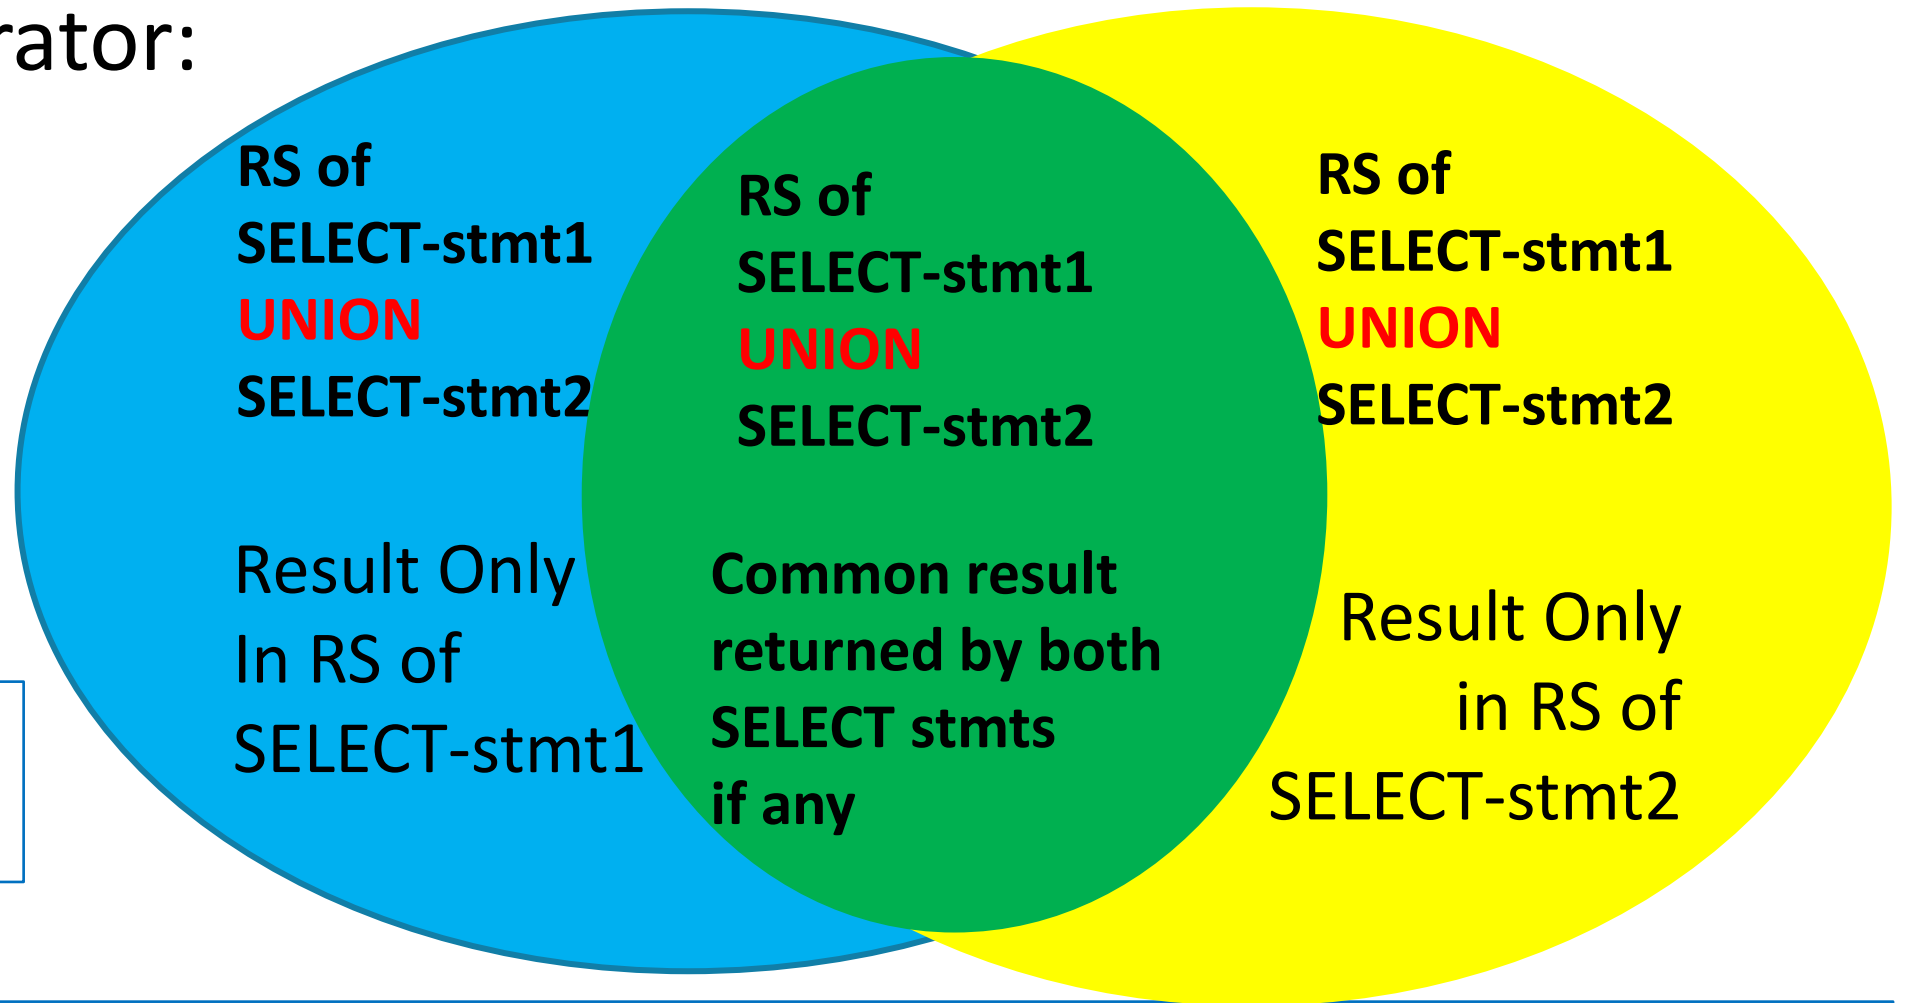 rator:
RS of
SELECT-stmt1
UNION
SELECT-stmt2
Result Only
In RS of
SELECT-stmt1
RS of
SELECT-stmt1
UNION
SELECT-stmt2
Common result
returned by both
SELECT stmts
if any
RS of
SELECT-stmt1
UNION
SELECT-stmt2
Result Only
in RS of
SELECT-stmt2